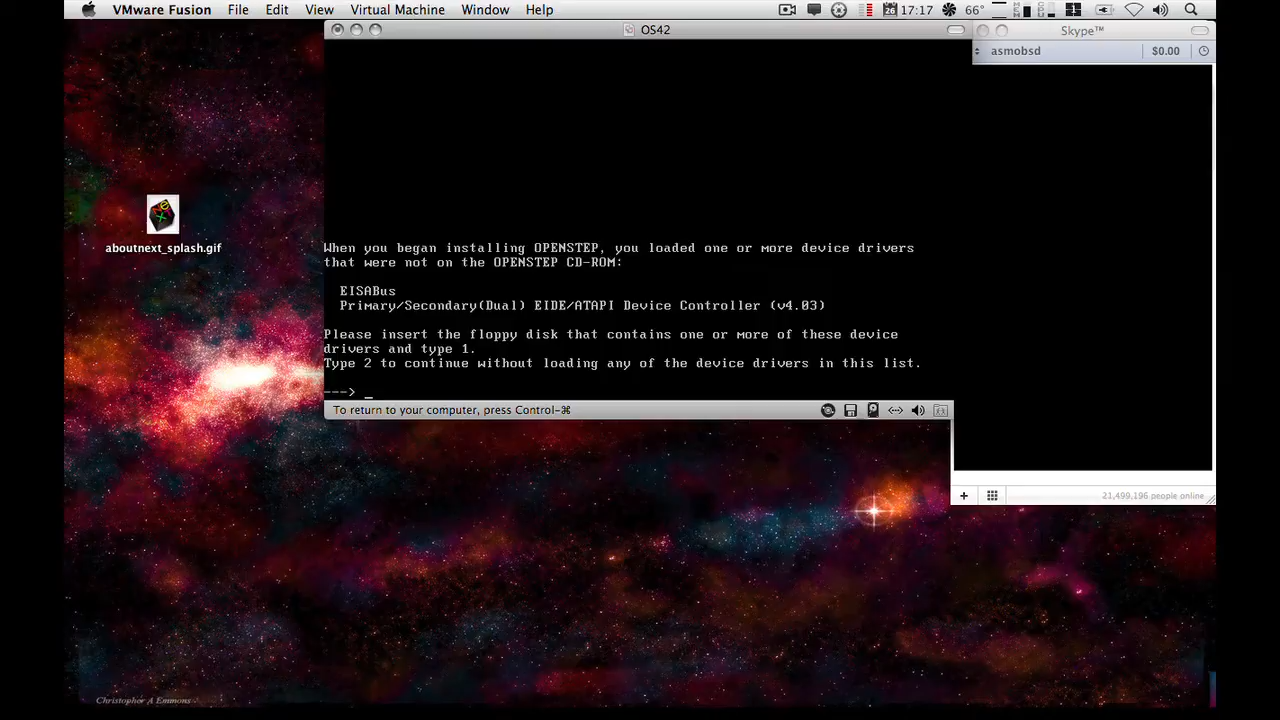 VMware Fusion File Edit View Virtual Machine Window Help
26 17:17 66°
OS42
Skype™
asmobsd $0.00
aboutnext_splash.gif
When you began installing OPENSTEP, you loaded one or more device drivers
that were not on the OPENSTEP CD-ROM:
EISABus
Primary/Secondary(Dual) EIDE/ATAPI Device Controller (v4.03)
Please insert the floppy disk that contains one or more of these device
drivers and type 1.
Type 2 to continue without loading any of the device drivers in this list.
---> _
To return to your computer, press Control-⌘
21,499,196 people online
Christopher A Emmons